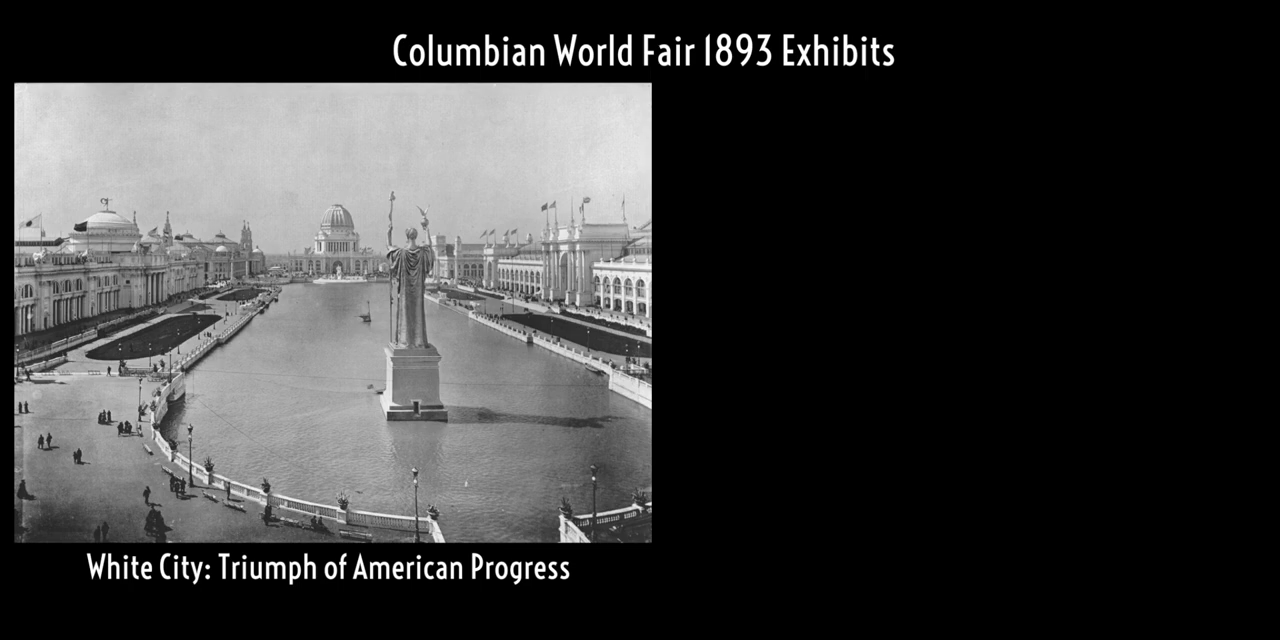 Columbian World Fair 1893 Exhibits
White City: Triumph of American Progress